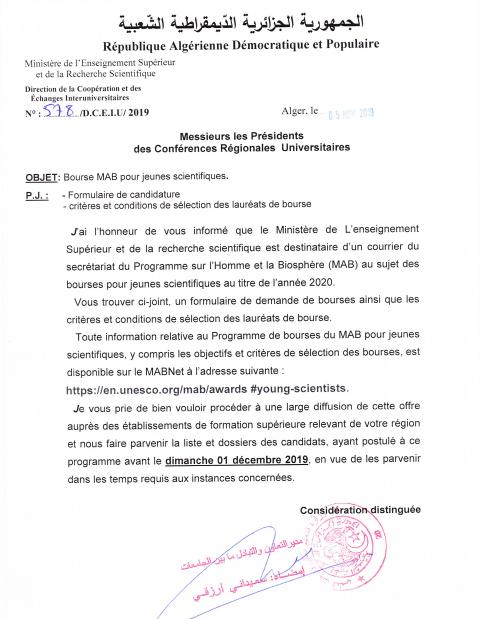 الجمهورية الجزائرية الديمقراطية الشّعبية
République Algérienne Démocratique et Populaire
Ministère de l'Enseignement Supérieur
et de la Recherche Scientifique
Direction de la Coopération et des
Échanges Interuniversitaires
N° : 578 /D.C.E.I.U/ 2019
Alger, le 05 NOV 2019
Messieurs les Présidents
des Conférences Régionales Universitaires
OBJET: Bourse MAB pour jeunes scientifiques.
P.J. : - Formulaire de candidature
- critères et conditions de sélection des lauréats de bourse
J'ai l'honneur de vous informé que le Ministère de L'enseignement
Supérieur et de la recherche scientifique est destinataire d'un courrier du
secrétariat du Programme sur l'Homme et la Biosphère (MAB) au sujet des
bourses pour jeunes scientifiques au titre de l'année 2020.
Vous trouver ci-joint, un formulaire de demande de bourses ainsi que les
critères et conditions de sélection des lauréats de bourse.
Toute information relative au Programme de bourses du MAB pour jeunes
scientifiques, y compris les objectifs et critères de sélection des bourses, est
disponible sur le MABNet à l'adresse suivante :
https://en.unesco.org/mab/awards #young-scientists.
Je vous prie de bien vouloir procéder à une large diffusion de cette offre
auprès des établissements de formation supérieure relevant de votre région
et nous faire parvenir la liste et dossiers des candidats, ayant postulé à ce
programme avant le dimanche 01 décembre 2019, en vue de les parvenir
dans les temps requis aux instances concernées.
Considération distinguée
مدير التعاون والتبادل ما بين الجامعات
إمضاء: سعيداني أرزقي